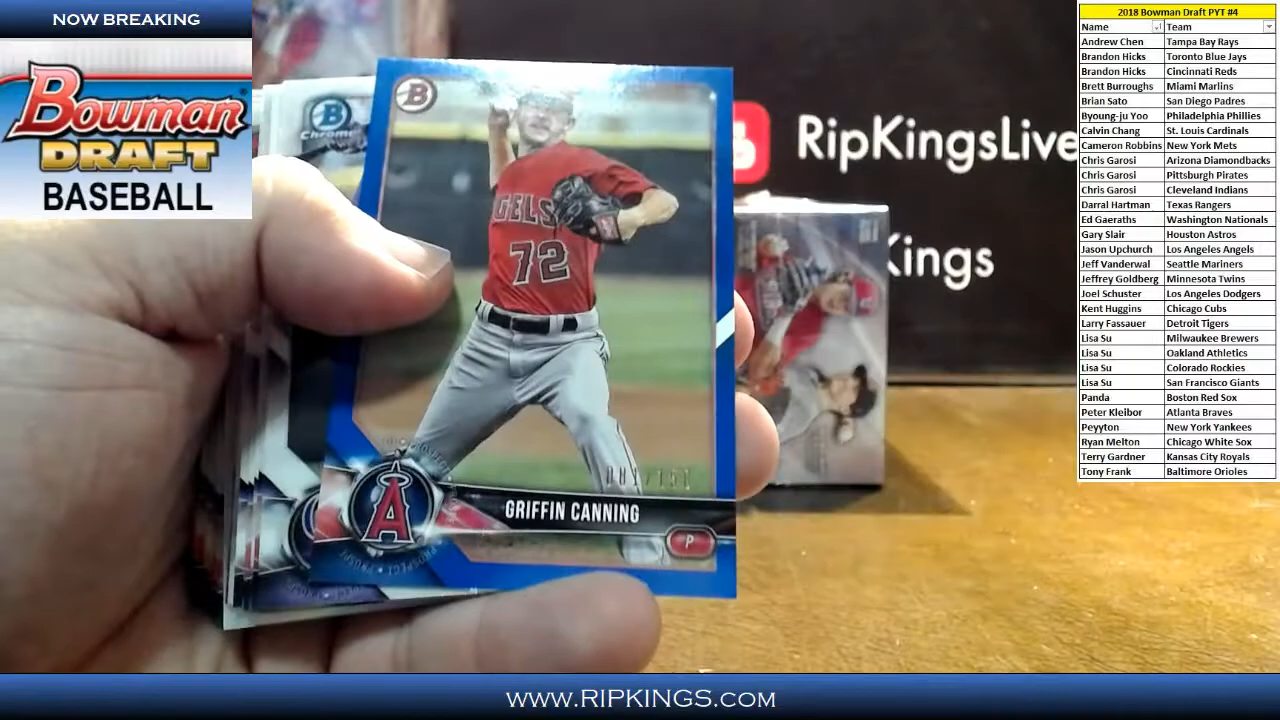 NOW BREAKING
Bowman
DRAFT
BASEBALL
B
Chrome
GELS
72
A
GRIFFIN CANNING
P
RipKingsLive
Kings
2018 Bowman Draft PYT #4
Name Team
Andrew Chen Tampa Bay Rays
Brandon Hicks Toronto Blue Jays
Brandon Hicks Cincinnati Reds
Brett Burroughs Miami Marlins
Brian Sato San Diego Padres
Byoung-ju Yoo Philadelphia Phillies
Calvin Chang St. Louis Cardinals
Cameron Robbins New York Mets
Chris Garosi Arizona Diamondbacks
Chris Garosi Pittsburgh Pirates
Chris Garosi Cleveland Indians
Darral Hartman Texas Rangers
Ed Gaeraths Washington Nationals
Gary Slair Houston Astros
Jason Upchurch Los Angeles Angels
Jeff Vanderwal Seattle Mariners
Jeffrey Goldberg Minnesota Twins
Joel Schuster Los Angeles Dodgers
Kent Huggins Chicago Cubs
Larry Fassauer Detroit Tigers
Lisa Su Milwaukee Brewers
Lisa Su Oakland Athletics
Lisa Su Colorado Rockies
Lisa Su San Francisco Giants
Panda Boston Red Sox
Peter Kleibor Atlanta Braves
Peyyton New York Yankees
Ryan Melton Chicago White Sox
Terry Gardner Kansas City Royals
Tony Frank Baltimore Orioles
WWW.RIPKINGS.COM